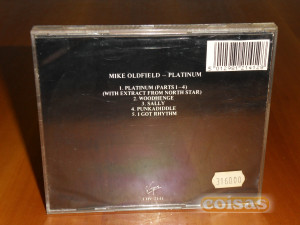 MIKE OLDFIELD – PLATINUM
1. PLATINUM (PARTS 1–4)
(WITH EXTRACT FROM NORTH STAR)
2. WOODHENGE
3. SALLY
4. PUNKADIDDLE
5. I GOT RHYTHM
Virgin
coisas